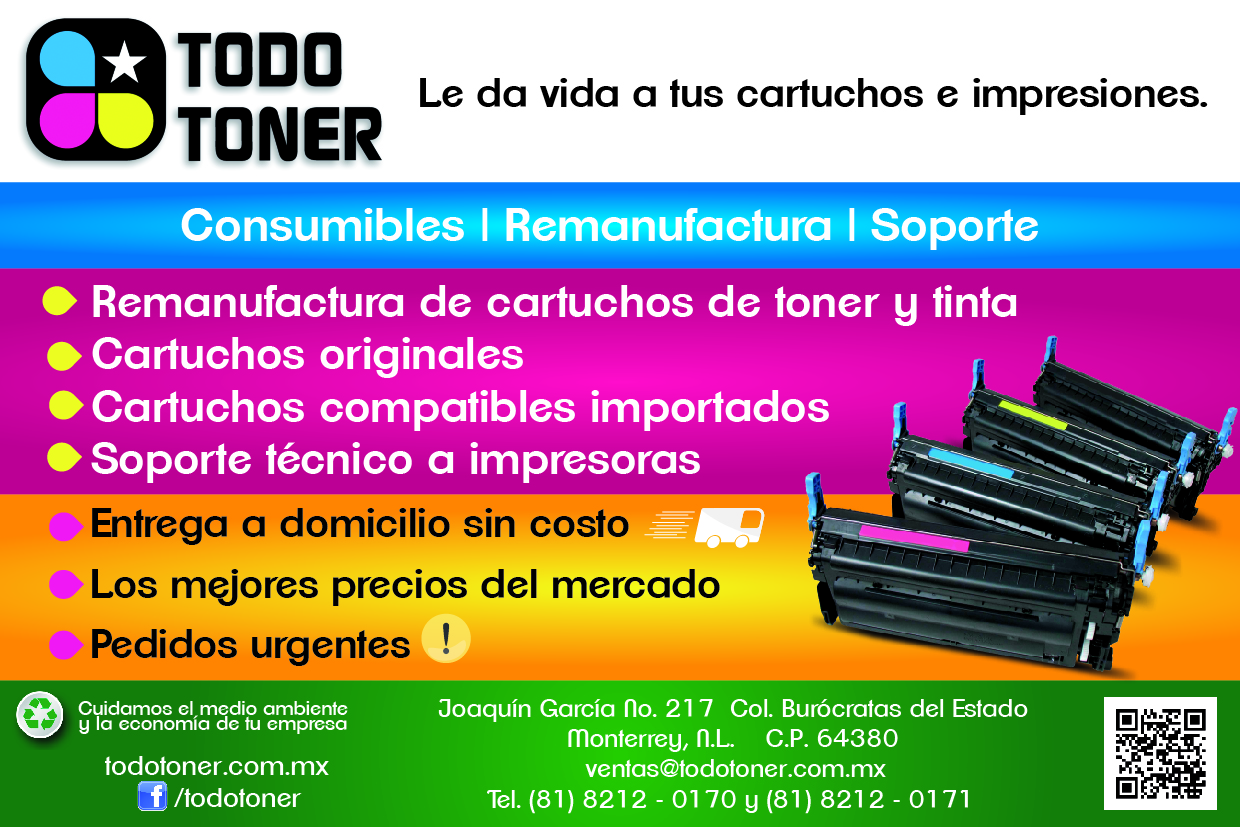 TODO
TONER
Le da vida a tus cartuchos e impresiones.
Consumibles | Remanufactura | Soporte
Remanufactura de cartuchos de toner y tinta
Cartuchos originales
Cartuchos compatibles importados
Soporte técnico a impresoras
Entrega a domicilio sin costo
Los mejores precios del mercado
Pedidos urgentes !
Cuidamos el medio ambiente
y la economía de tu empresa
todotoner.com.mx
f /todotoner
Joaquín García No. 217 Col. Burócratas del Estado
Monterrey, N.L. C.P. 64380
ventas@todotoner.com.mx
Tel. (81) 8212 - 0170 y (81) 8212 - 0171